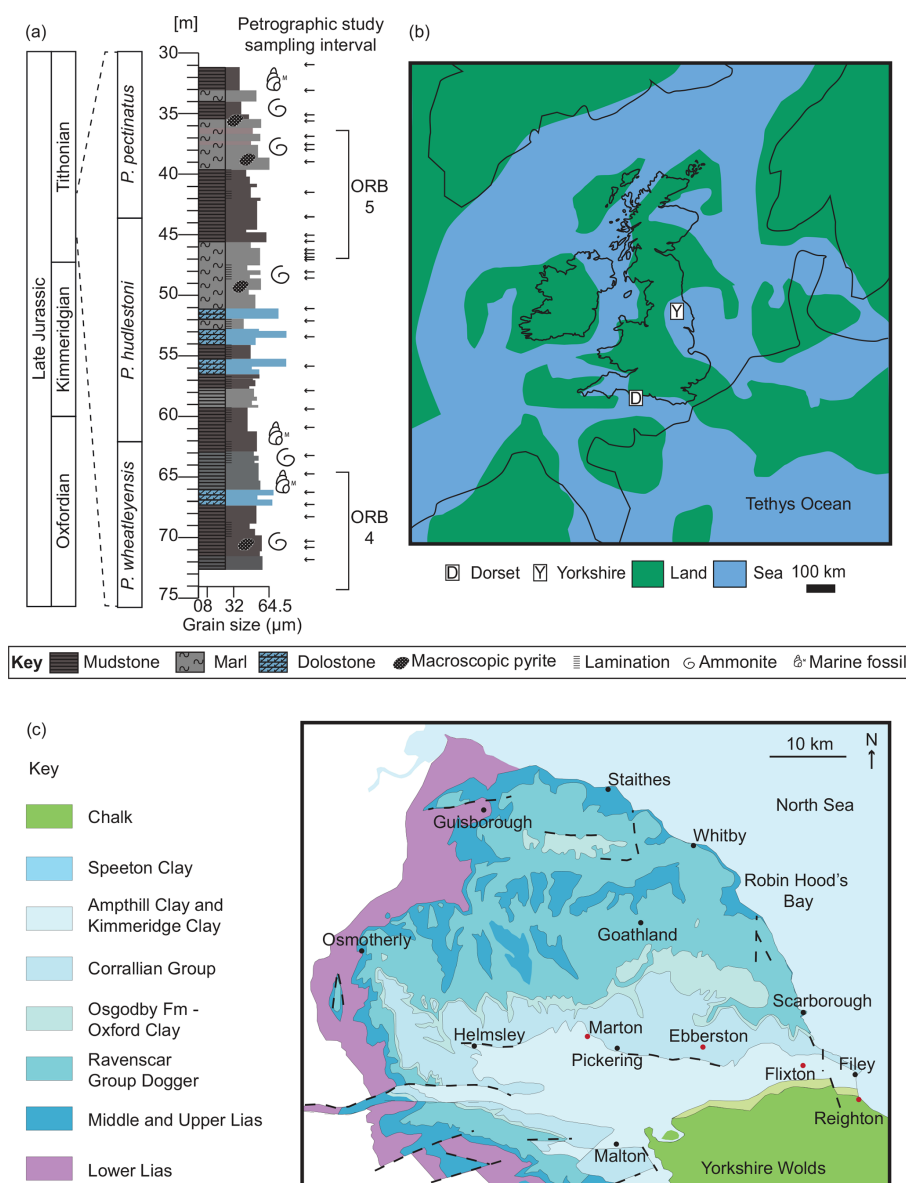 (a)
[m]
Petrographic study
sampling interval
Late Jurassic
Tithonian
Kimmeridgian
Oxfordian
P. pectinatus
P. hudlestoni
P. wheatleyensis
30
35
40
45
50
55
60
65
70
75
M
M
M
ORB
5
ORB
4
0 8 32 64.5
Grain size (µm)
(b)
Y
D
Tethys Ocean
D Dorset Y Yorkshire Land Sea 100 km
Key Mudstone Marl Dolostone Macroscopic pyrite Lamination Ammonite M Marine fossil
(c)
Key
Chalk
Speeton Clay
Ampthill Clay and
Kimmeridge Clay
Corrallian Group
Osgodby Fm -
Oxford Clay
Ravenscar
Group Dogger
Middle and Upper Lias
Lower Lias
10 km
N
North Sea
Staithes
Guisborough
Whitby
Robin Hood's
Bay
Goathland
Osmotherly
Scarborough
Helmsley
Marton
Pickering
Ebberston
Flixton
Filey
Reighton
Malton
Yorkshire Wolds